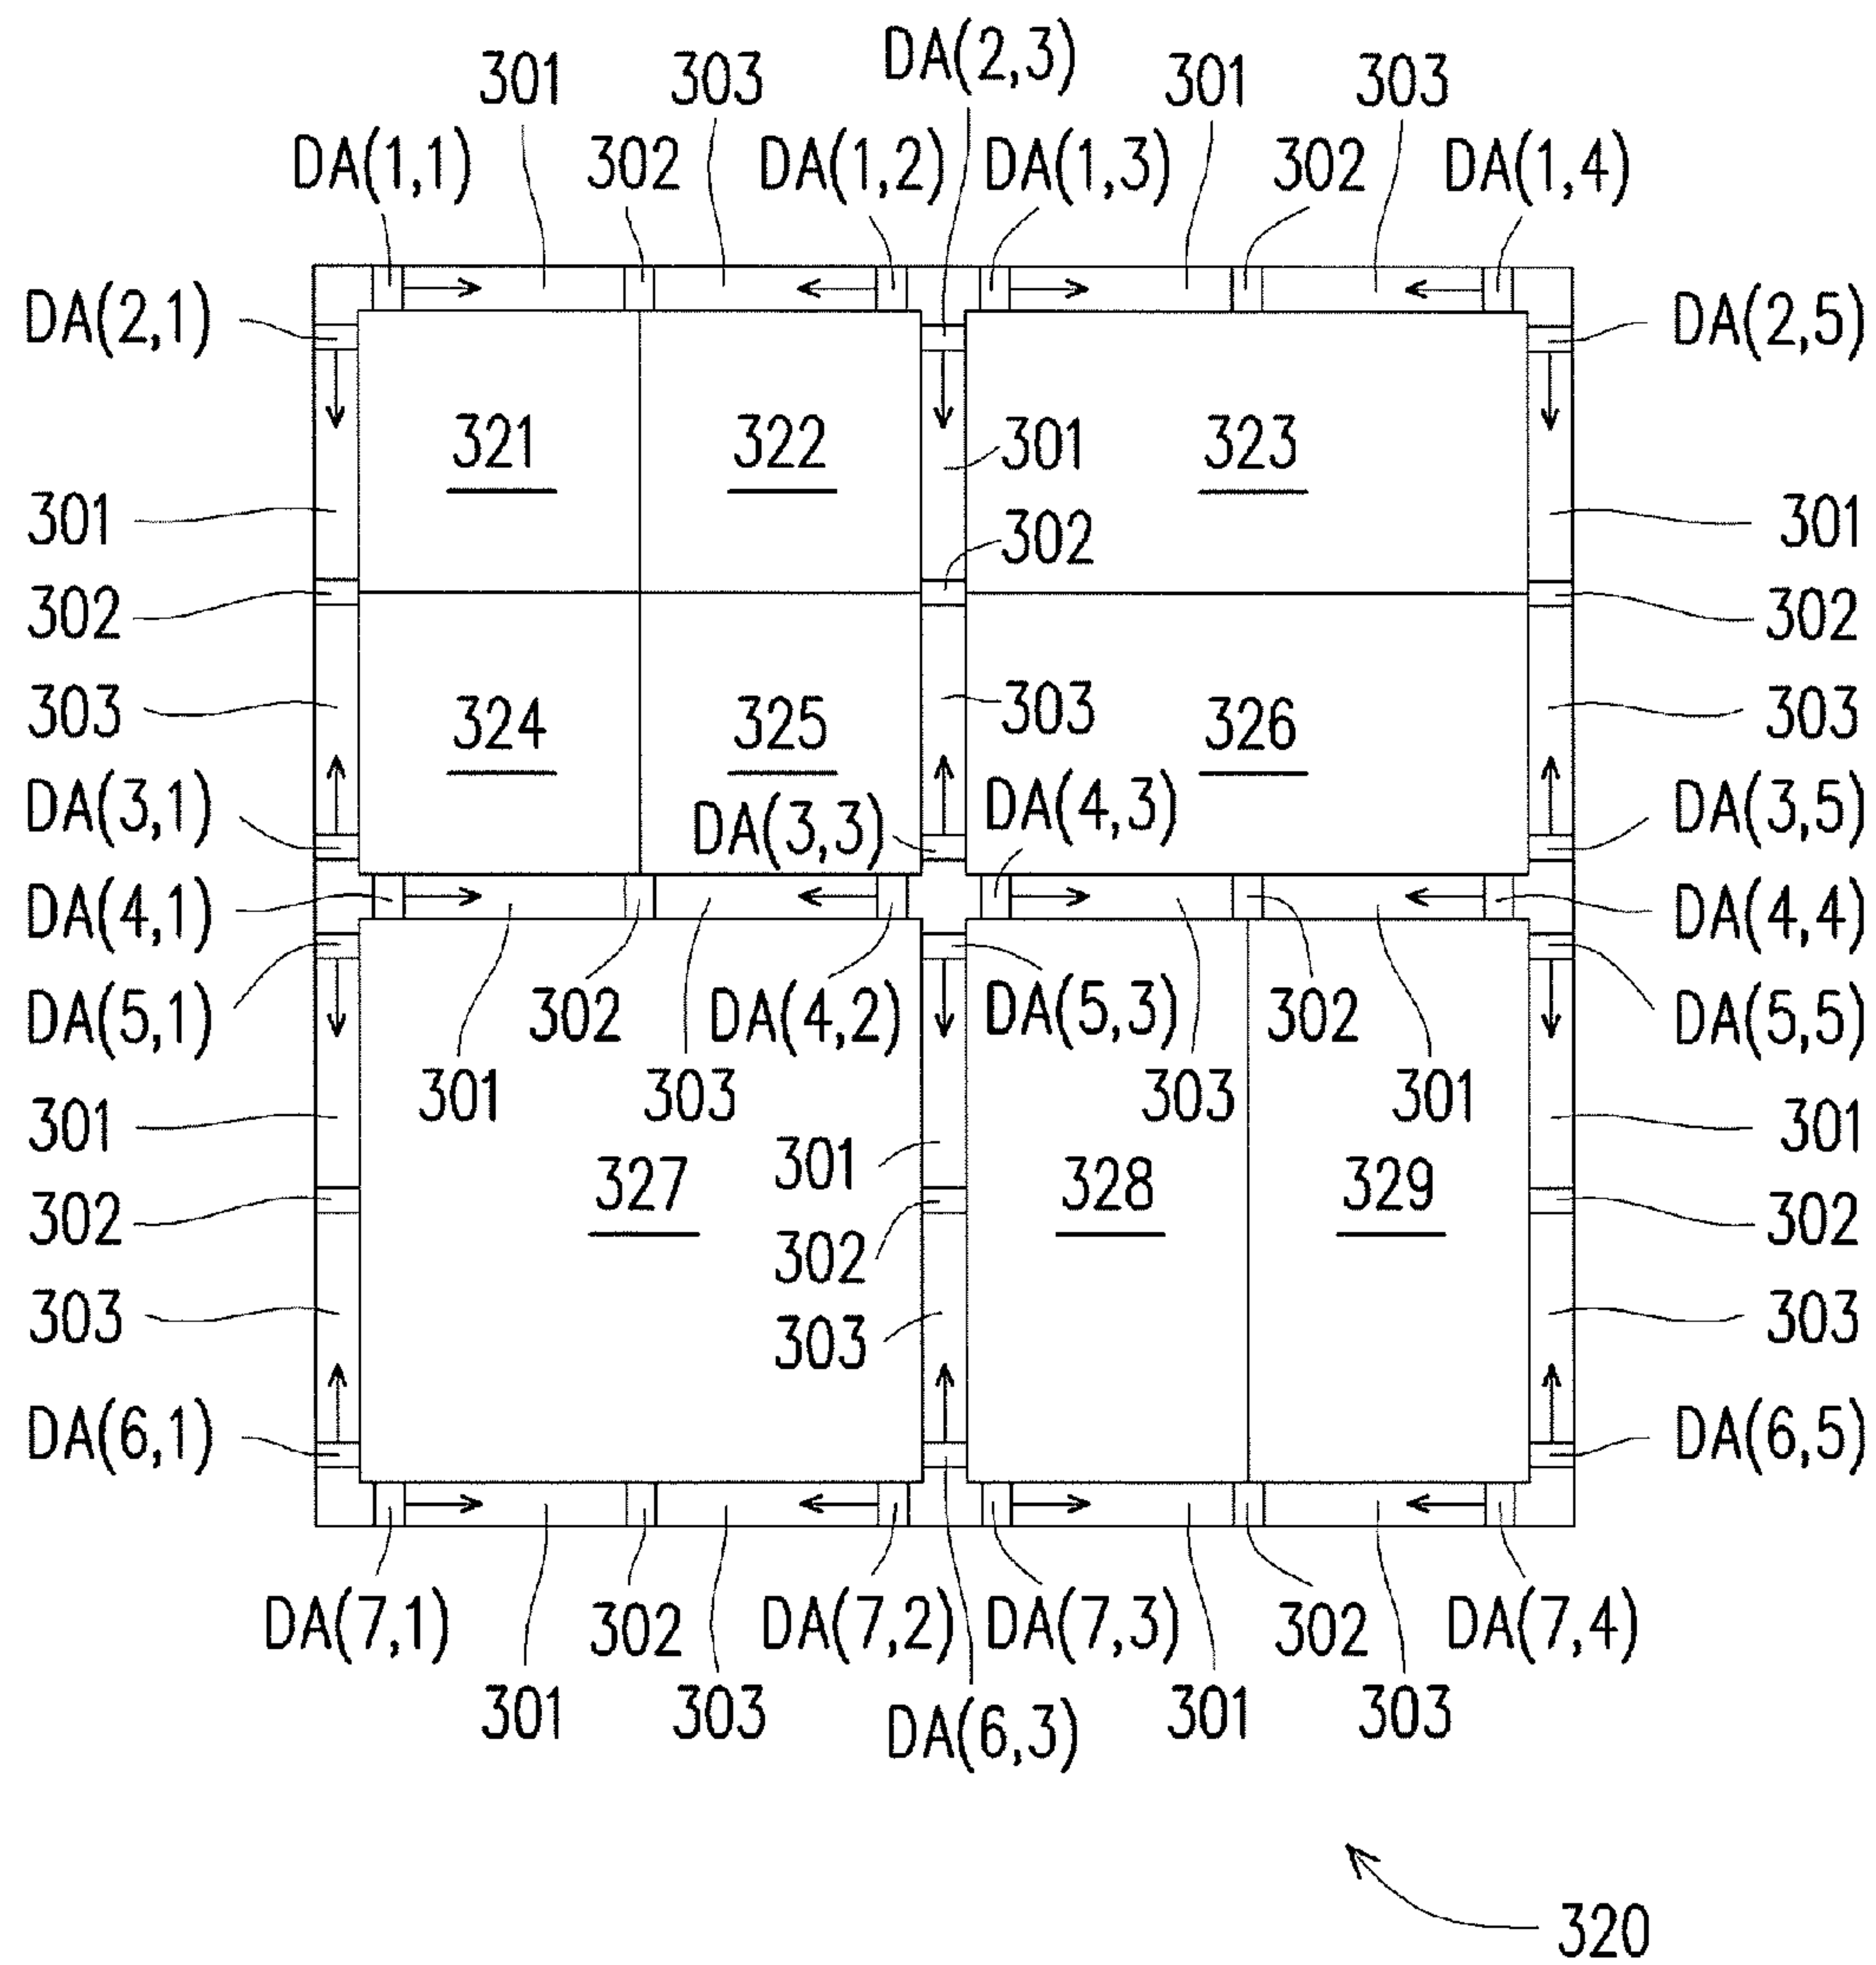 DA(2,3)
301 303 301 303
DA(1,1) 302 DA(1,2) DA(1,3) 302 DA(1,4)
DA(2,1) DA(2,5)
321 322 301 323
301 302 301
302 302
303 324 325 303 326 303
DA(3,1) DA(3,3) DA(4,3) DA(3,5)
DA(4,1) DA(4,4)
DA(5,1) 302 DA(4,2) DA(5,3) 302 DA(5,5)
301 303 303 301
301 301 301
302 327 302 328 329 302
303 303 303
DA(6,1) DA(6,5)
DA(7,1) 302 DA(7,2) DA(7,3) 302 DA(7,4)
301 303 301 303
DA(6,3)
320